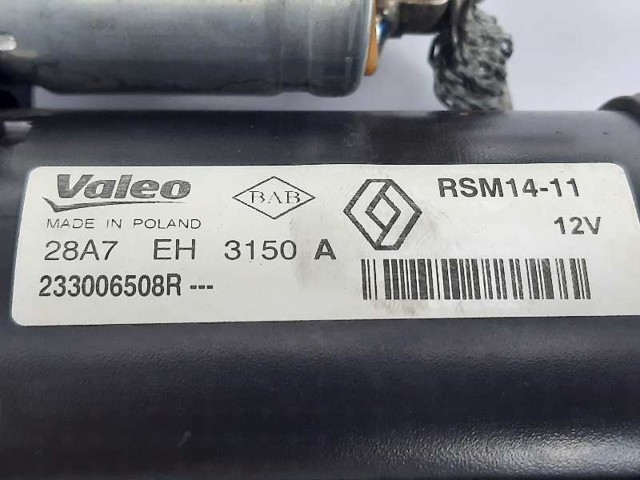 Valeo
BAB
RSM14-11
MADE IN POLAND
12V
28A7 EH 3150 A
233006508R ---